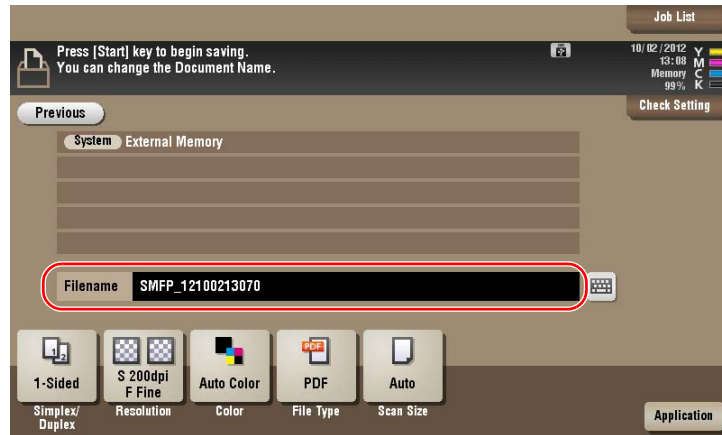 Job List
Press [Start] key to begin saving.
You can change the Document Name.
10/02/2012
13:08
Memory
99%
Y
M
C
K
Previous
Check Setting
System External Memory
Filename SMFP_12100213070
1 2
1-Sided
S 200dpi
F Fine
Auto Color
PDF
PDF
Auto
Simplex/
Duplex
Resolution
Color
File Type
Scan Size
Application